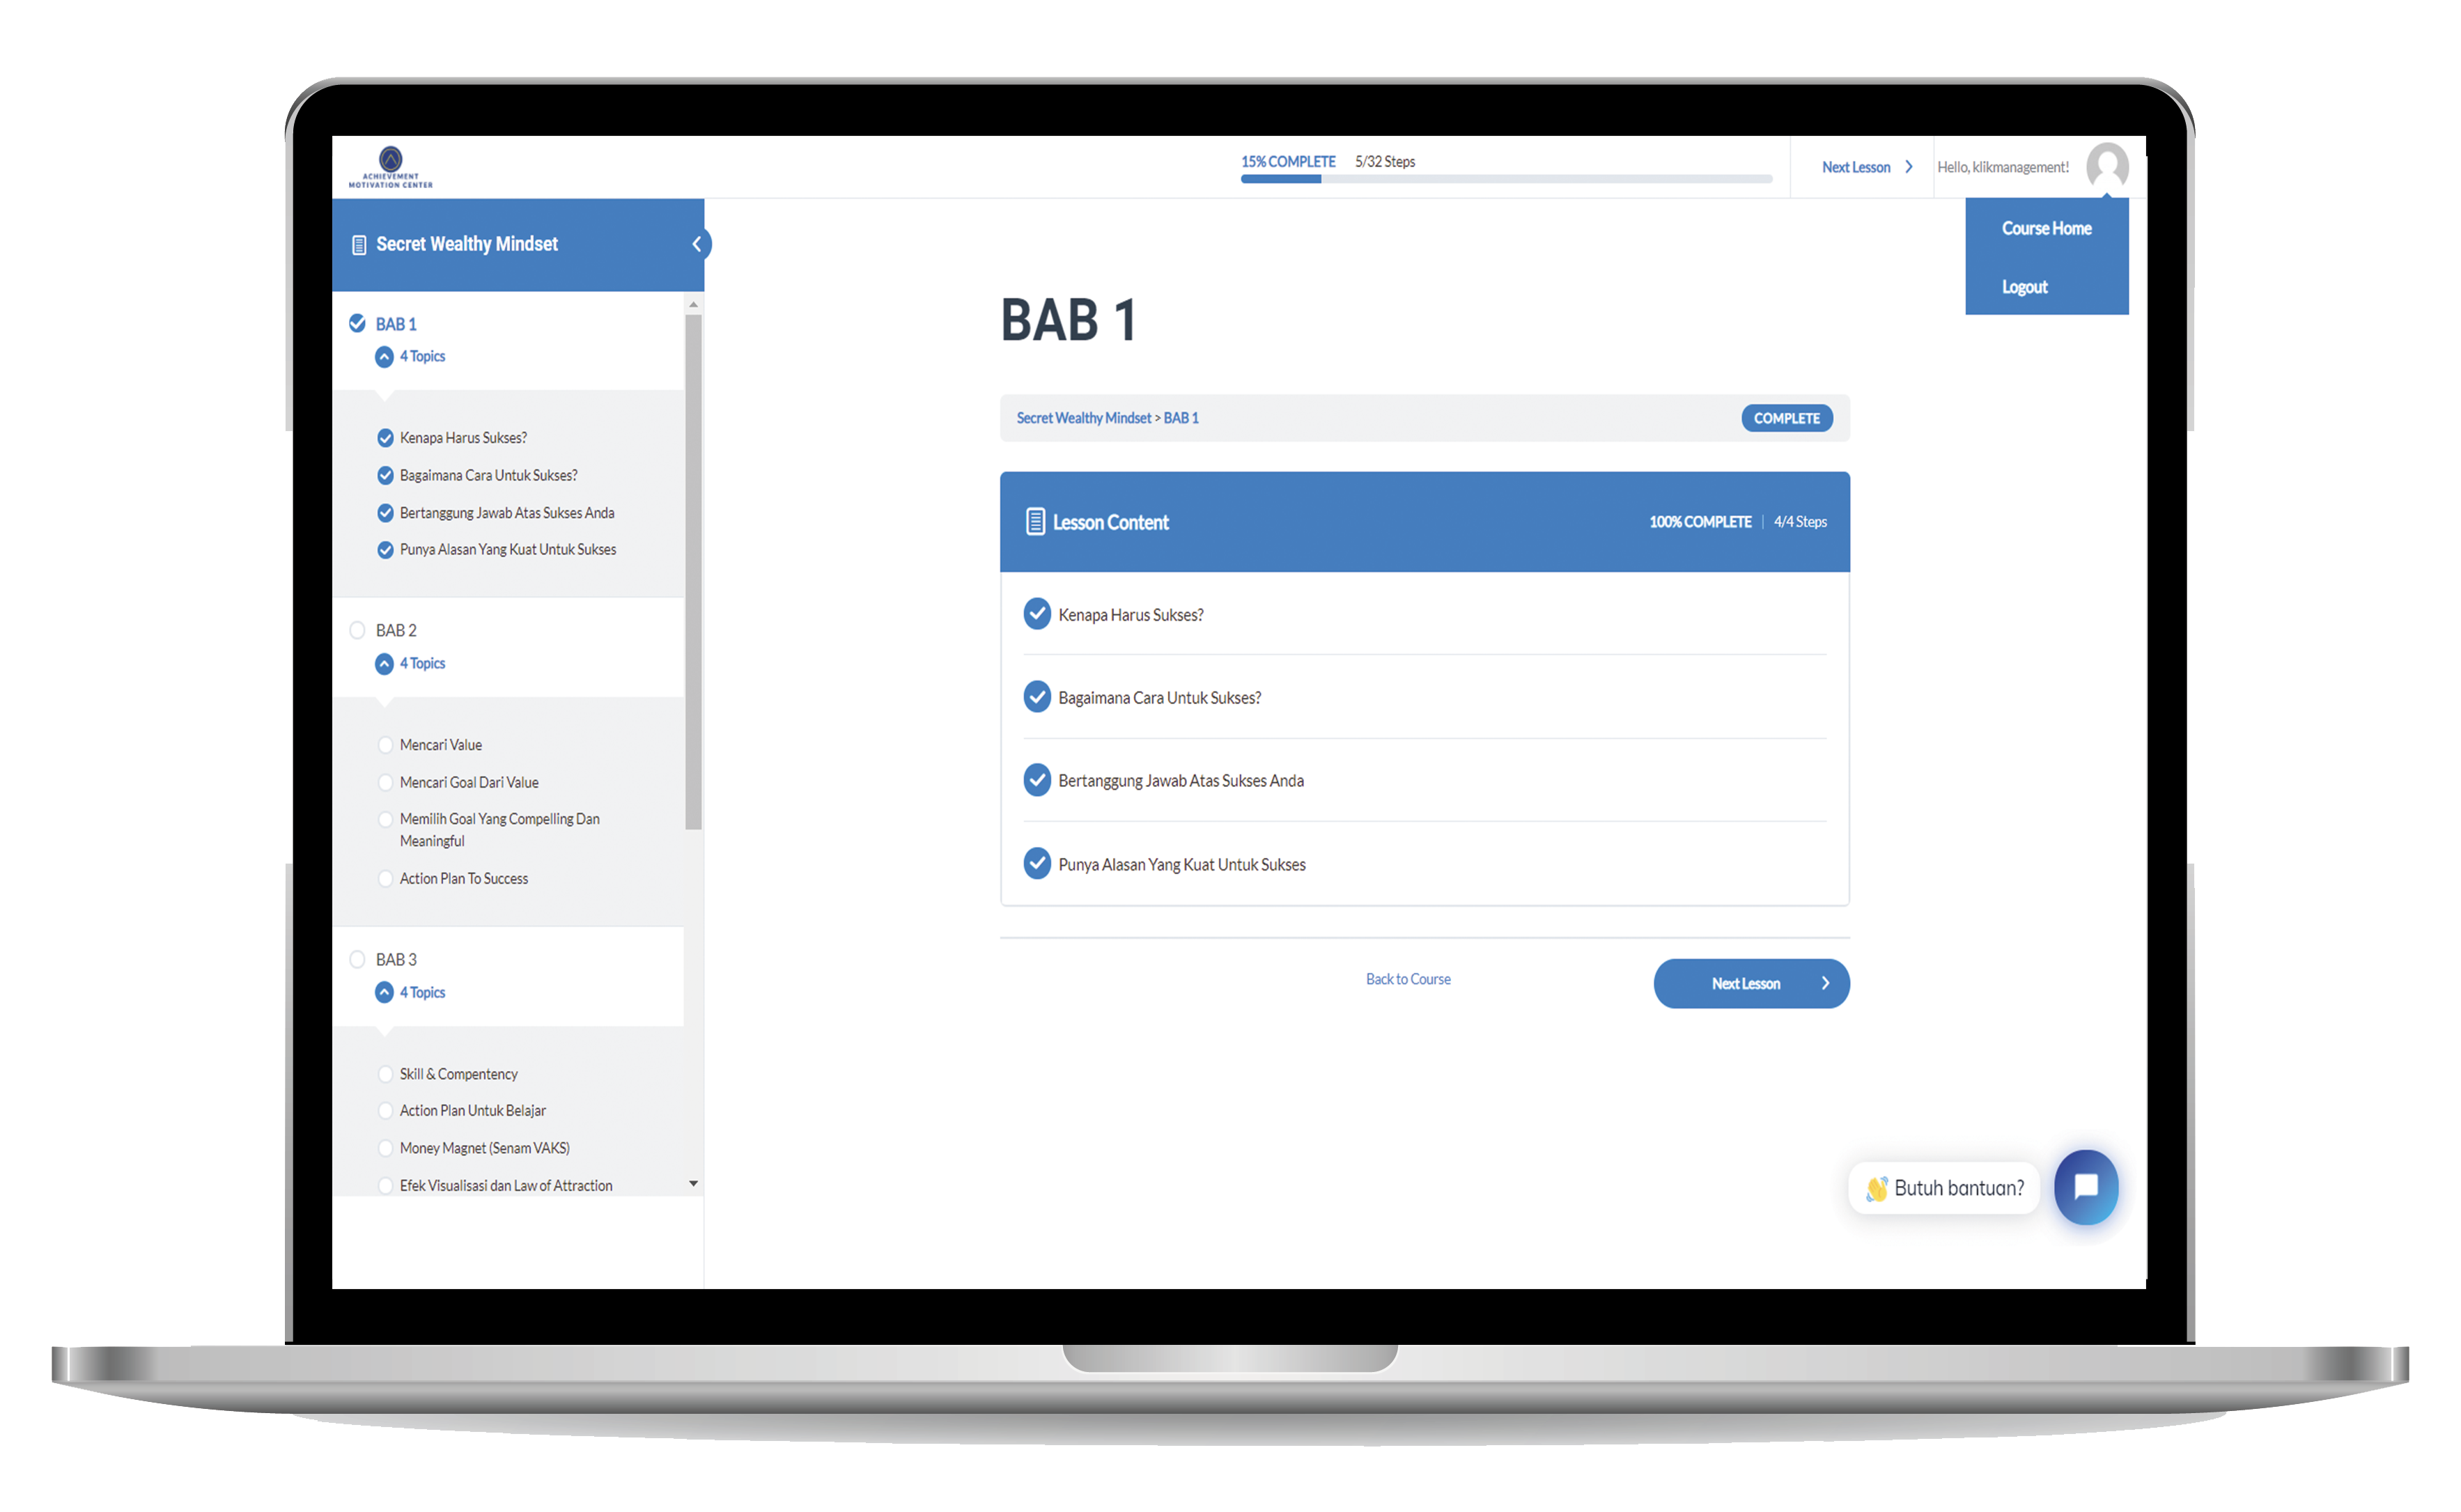 ACHIEVEMENT
MOTIVATION CENTER
15% COMPLETE 5/32 Steps
Next Lesson
Hello, klikmanagement!
Course Home
Logout
Secret Wealthy Mindset
BAB 1
4 Topics
Kenapa Harus Sukses?
Bagaimana Cara Untuk Sukses?
Bertanggung Jawab Atas Sukses Anda
Punya Alasan Yang Kuat Untuk Sukses
BAB 2
4 Topics
Mencari Value
Mencari Goal Dari Value
Memilih Goal Yang Compelling Dan
Meaningful
Action Plan To Success
BAB 3
4 Topics
Skill & Compentency
Action Plan Untuk Belajar
Money Magnet (Senam VAKS)
Efek Visualisasi dan Law of Attraction
BAB 1
Secret Wealthy Mindset > BAB 1
COMPLETE
Lesson Content
100% COMPLETE | 4/4 Steps
Kenapa Harus Sukses?
Bagaimana Cara Untuk Sukses?
Bertanggung Jawab Atas Sukses Anda
Punya Alasan Yang Kuat Untuk Sukses
Back to Course
Next Lesson
👋 Butuh bantuan?